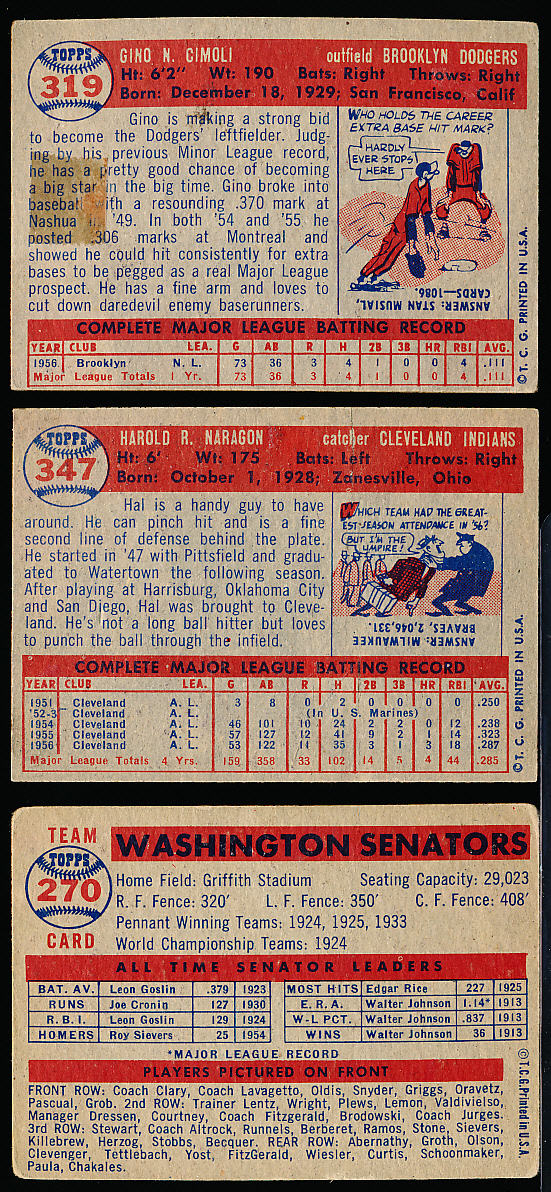 TOPPS
319
GINO N. CIMOLI outfield BROOKLYN DODGERS
Ht: 6'2" Wt: 190 Bats: Right Throws: Right
Born: December 18, 1929; San Francisco, Calif
Gino is making a strong bid
to become the Dodgers' leftfielder. Judg-
ing by his previous Minor League record,
he has a pretty good chance of becoming
a big star in the big time. Gino broke into
baseball with a resounding .370 mark at
Nashua in '49. In both '54 and '55 he
posted .306 marks at Montreal and
showed he could hit consistently for extra
bases to be pegged as a real Major League
prospect. He has a fine arm and loves to
cut down daredevil enemy baserunners.
WHO HOLDS THE CAREER
EXTRA BASE HIT MARK?
HARDLY
EVER STOPS
HERE
ANSWER: STAN MUSIAL,
CARDS—1086.
©T. C. G. PRINTED IN U.S.A.
COMPLETE MAJOR LEAGUE BATTING RECORD
YEAR CLUB LEA. G AB R H 2B 3B HR RBI AVG.
1956 Brooklyn N. L. 73 36 3 4 1 0 0 4 .111
Major League Totals 1 Yr. 73 36 3 4 1 0 0 4 .111
TOPPS
347
HAROLD R. NARAGON catcher CLEVELAND INDIANS
Ht: 6' Wt: 175 Bats: Left Throws: Right
Born: October 1, 1928; Zanesville, Ohio
Hal is a handy guy to have
around. He can pinch hit and is a fine
second line of defense behind the plate.
He started in '47 with Pittsfield and gradu-
ated to Watertown the following season.
After playing at Harrisburg, Oklahoma City
and San Diego, Hal was brought to Cleve-
land. He's not a long ball hitter but loves
to punch the ball through the infield.
WHICH TEAM HAD THE GREAT-
EST SEASON ATTENDANCE IN '56?
BUT I'M THE
UMPIRE!
ANSWER: MILWAUKEE
BRAVES, 2,046,331.
©T. C. G. PRINTED IN U.S.A.
COMPLETE MAJOR LEAGUE BATTING RECORD
YEAR CLUB LEA. G AB R H 2B 3B HR RBI AVG.
1951 Cleveland A. L. 3 8 0 2 0 0 0 0 .250
'52-3 Cleveland A. L. (In U. S. Marines)
1954 Cleveland A. L. 46 101 10 24 2 2 0 12 .238
1955 Cleveland A. L. 57 127 12 41 9 2 1 14 .323
1956 Cleveland A. L. 53 122 11 35 3 1 3 18 .287
Major League Totals 4 Yrs. 159 358 33 102 14 5 4 44 .285
TEAM
TOPPS
270
CARD
WASHINGTON SENATORS
Home Field: Griffith Stadium Seating Capacity: 29,023
R. F. Fence: 320' L. F. Fence: 350' C. F. Fence: 408'
Pennant Winning Teams: 1924, 1925, 1933
World Championship Teams: 1924
ALL TIME SENATOR LEADERS
BAT. AV. Leon Goslin .379 1923 MOST HITS Edgar Rice 227 1925
RUNS Joe Cronin 127 1930 E.R.A. Walter Johnson 1.14* 1913
R.B.I. Leon Goslin 129 1924 W-L PCT. Walter Johnson .837 1913
HOMERS Roy Sievers 25 1954 WINS Walter Johnson 36 1913
*MAJOR LEAGUE RECORD
PLAYERS PICTURED ON FRONT
FRONT ROW: Coach Clary, Coach Lavagetto, Oldis, Snyder, Griggs, Oravetz,
Pascual, Grob. 2ND ROW: Trainer Lentz, Wright, Plews, Lemon, Valdivielso,
Manager Dressen, Courtney, Coach Fitzgerald, Brodowski, Coach Jurges.
3RD ROW: Stewart, Coach Altrock, Runnels, Berberet, Ramos, Stone, Sievers,
Killebrew, Herzog, Stobbs, Becquer. REAR ROW: Abernathy, Groth, Olson,
Clevenger, Tettlebach, Yost, FitzGerald, Wiesler, Curtis, Schoonmaker,
Paula, Chakales.
©T.C.G. Printed in U.S.A